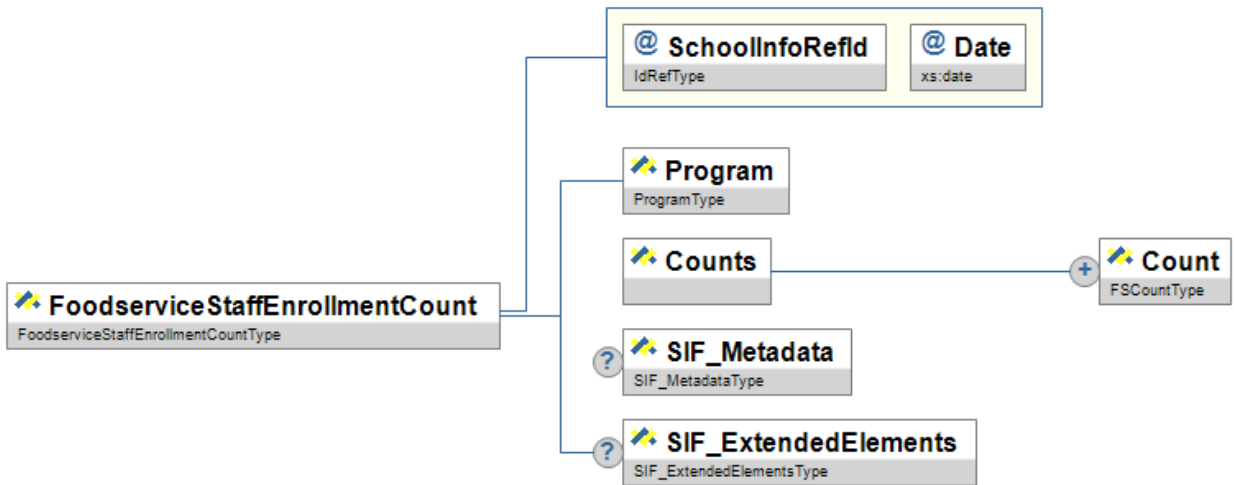 @ SchoolInfoRefId
IdRefType
@ Date
xs:date
Program
ProgramType
Counts
+
Count
FSCountType
FoodserviceStaffEnrollmentCount
FoodserviceStaffEnrollmentCountType
?
SIF_Metadata
SIF_MetadataType
?
SIF_ExtendedElements
SIF_ExtendedElementsType